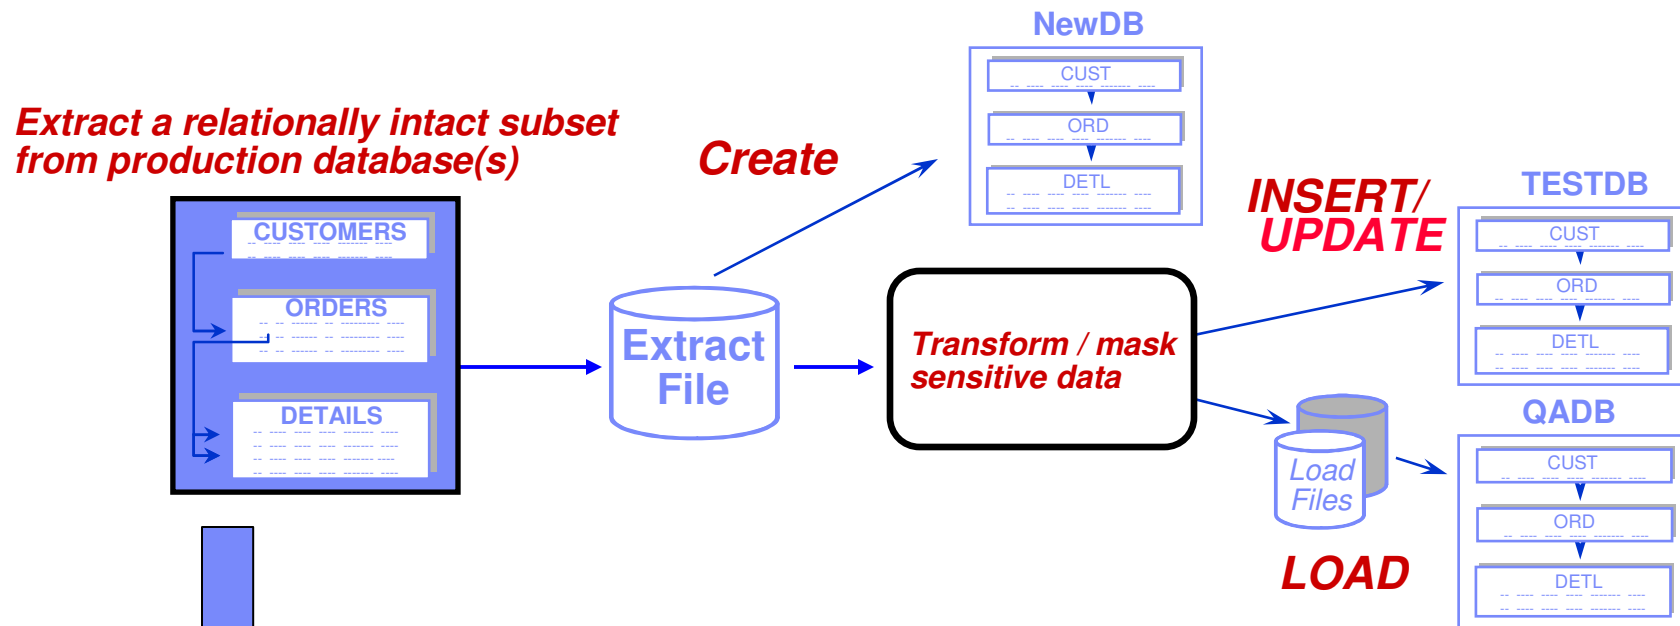 NewDB
CUST
ORD
DETL
Extract a relationally intact subset
from production database(s)
Create
CUSTOMERS
ORDERS
DETAILS
Extract
File
Transform / mask
sensitive data
INSERT/
UPDATE
TESTDB
CUST
ORD
DETL
Load
Files
LOAD
QADB
CUST
ORD
DETL